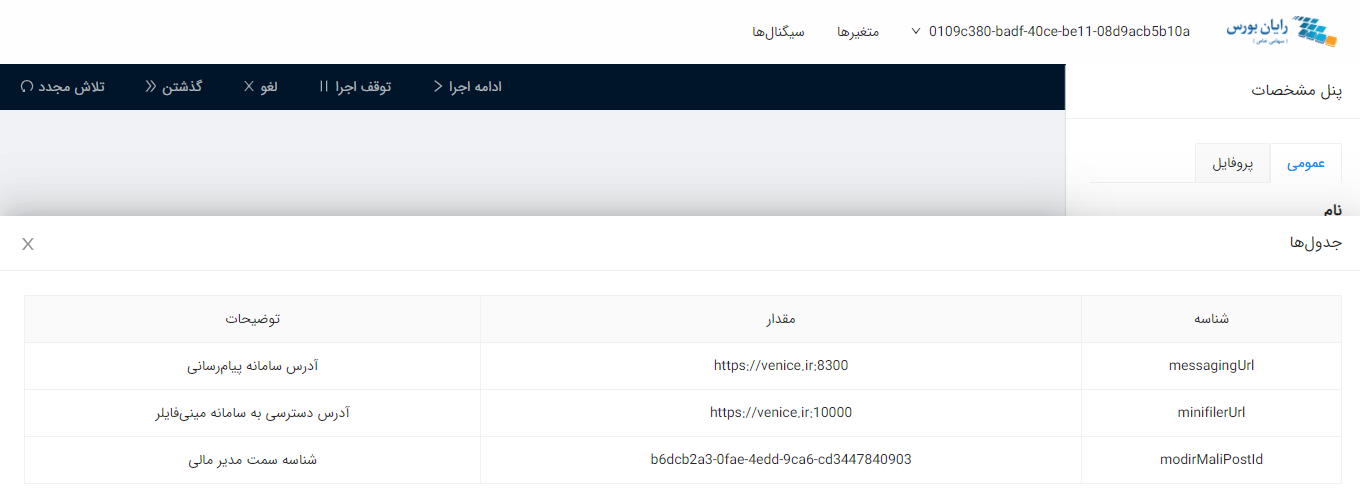 رایان بورس
( سهامی خاص )
0109c380-badf-40ce-be11-08d9acb5b10a
متغیرها
سیگنال‌ها
پنل مشخصات
ادامه اجرا
توقف اجرا
لغو
گذشتن
تلاش مجدد
عمومی
پروفایل
نام
جدول‌ها
شناسه مقدار توضیحات
messagingUrl https://venice.ir:8300 آدرس سامانه پیام‌رسانی
minifilerUrl https://venice.ir:10000 آدرس دسترسی به سامانه مینی‌فایلر
modirMaliPostId b6dcb2a3-0fae-4edd-9ca6-cd3447840903 شناسه سمت مدیر مالی